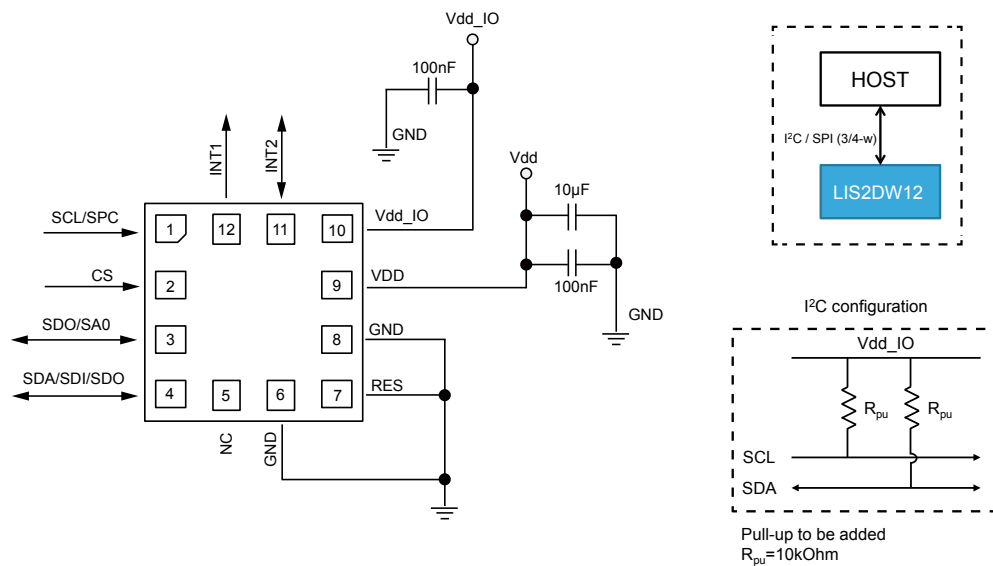 Vdd_IO
100nF
GND
INT1
INT2
Vdd
10µF
100nF
GND
SCL/SPC
CS
SDO/SA0
SDA/SDI/SDO
1
12
11
10
2
9
3
8
4
5
6
7
Vdd_IO
VDD
GND
RES
NC
GND
HOST
I²C / SPI (3/4-w)
LIS2DW12
I²C configuration
Vdd_IO
Rpu
Rpu
SCL
SDA
Pull-up to be added
Rpu=10kOhm